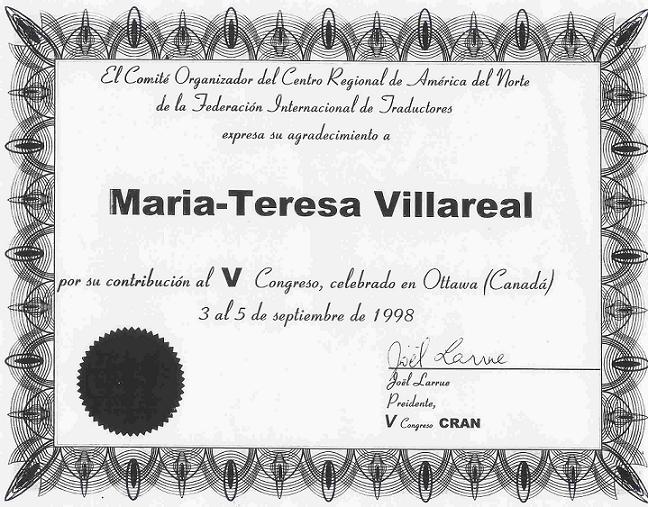 El Comité Organizador del Centro Regional de América del Norte
de la Federación Internacional de Traductores
expresa su agradecimiento a
Maria-Teresa Villareal
por su contribución al V Congreso, celebrado en Ottawa (Canadá)
3 al 5 de septiembre de 1998
Joël Larrue
Joël Larrue
Preidente,
V Congreso CRAN